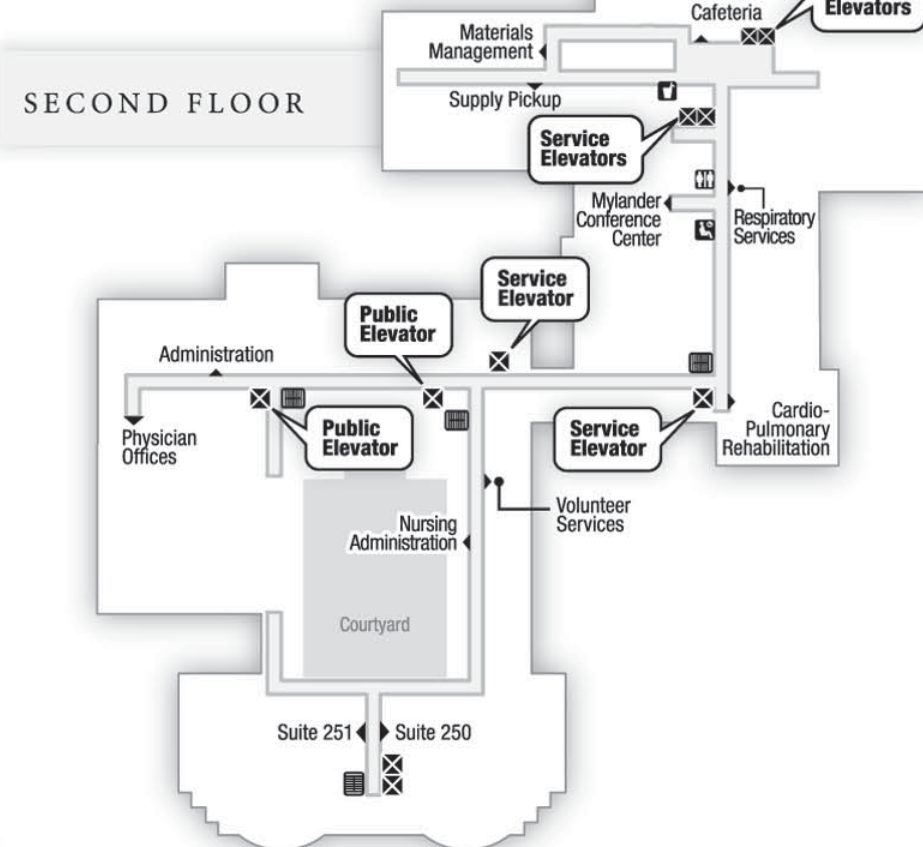 Cafeteria
Elevators
Materials
Management
SECOND FLOOR
Supply Pickup
Service
Elevators
Mylander
Conference
Center
Respiratory
Services
Service
Elevator
Public
Elevator
Administration
Physician
Offices
Public
Elevator
Service
Elevator
Cardio-
Pulmonary
Rehabilitation
Volunteer
Services
Nursing
Administration
Courtyard
Suite 251
Suite 250